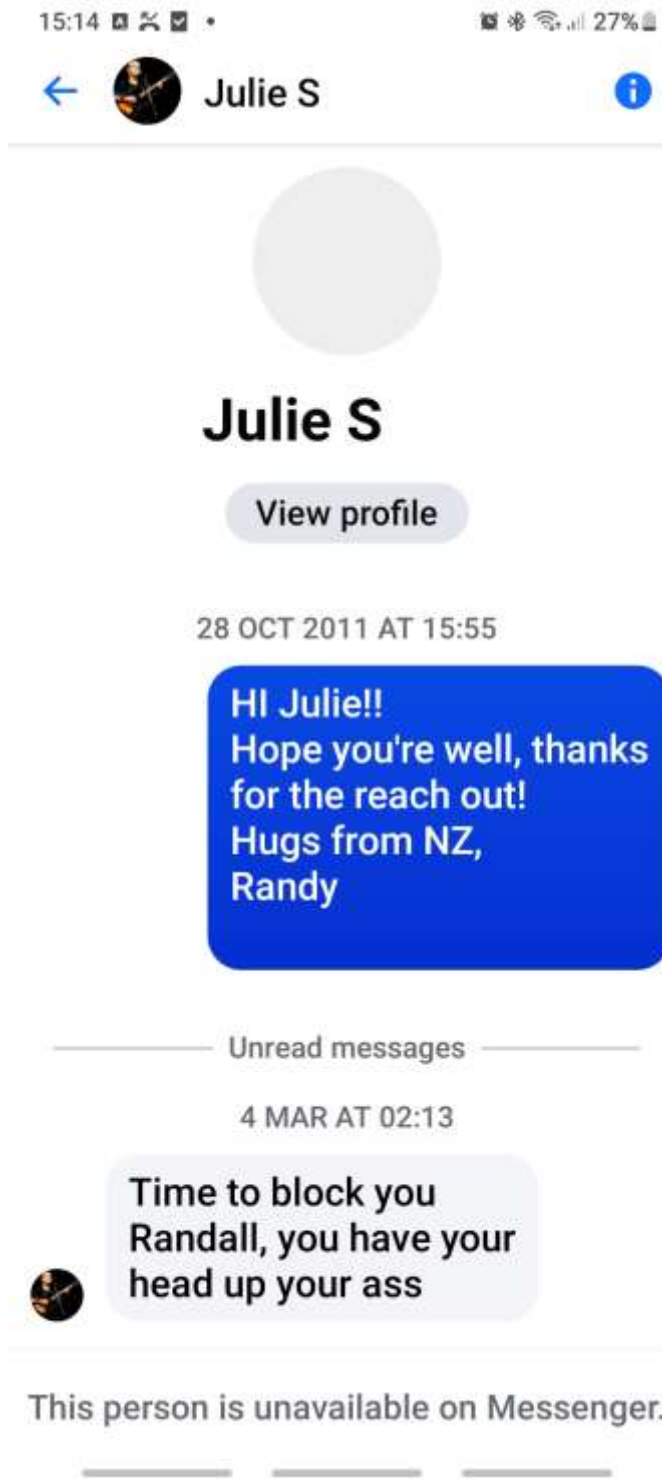 15:14
27%
Julie S
Julie S
View profile
28 OCT 2011 AT 15:55
HI Julie!!
Hope you're well, thanks
for the reach out!
Hugs from NZ,
Randy
Unread messages
4 MAR AT 02:13
Time to block you
Randall, you have your
head up your ass
This person is unavailable on Messenger.